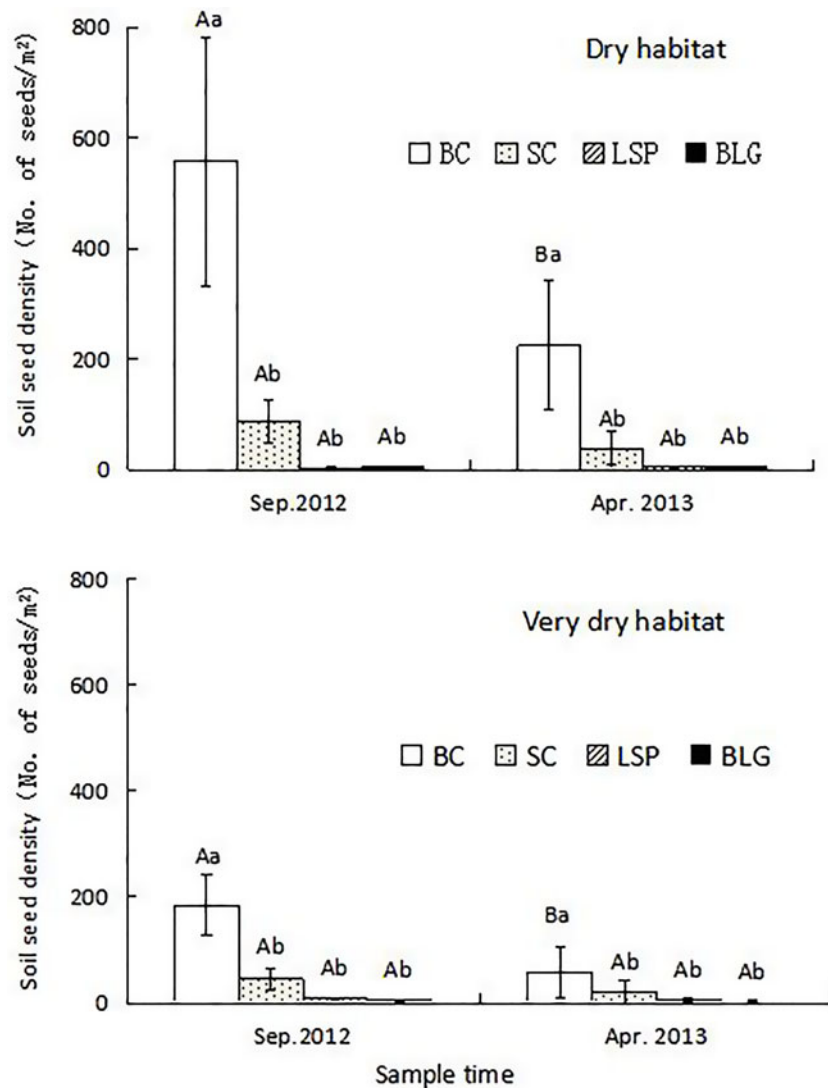 Soil seed density (No. of seeds/m²)
800
600
400
200
0
Dry habitat
BC SC LSP BLG
Aa
Ab
Ab Ab
Ba
Ab
Ab Ab
Sep.2012 Apr. 2013
Soil seed density (No. of seeds/m²)
800
600
400
200
0
Very dry habitat
BC SC LSP BLG
Aa
Ab
Ab Ab
Ba
Ab Ab Ab
Sep.2012 Apr. 2013
Sample time